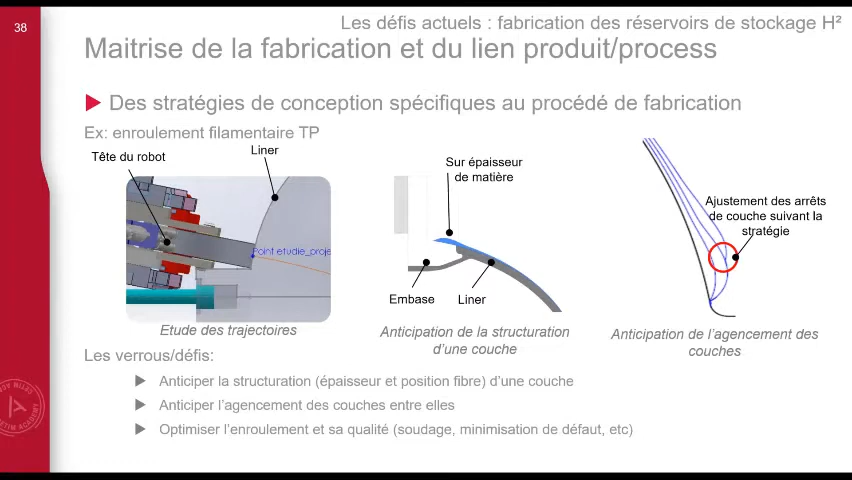 38
Les défis actuels : fabrication des réservoirs de stockage H²
Maitrise de la fabrication et du lien produit/process
Des stratégies de conception spécifiques au procédé de fabrication
Ex: enroulement filamentaire TP
Tête du robot
Liner
Point etudie_proje
Etude des trajectoires
Sur épaisseur
de matière
Embase
Liner
Anticipation de la structuration
d'une couche
Ajustement des arrêts
de couche suivant la
stratégie
Anticipation de l'agencement des
couches
Les verrous/défis:
Anticiper la structuration (épaisseur et position fibre) d'une couche
Anticiper l'agencement des couches entre elles
Optimiser l'enroulement et sa qualité (soudage, minimisation de défaut, etc)